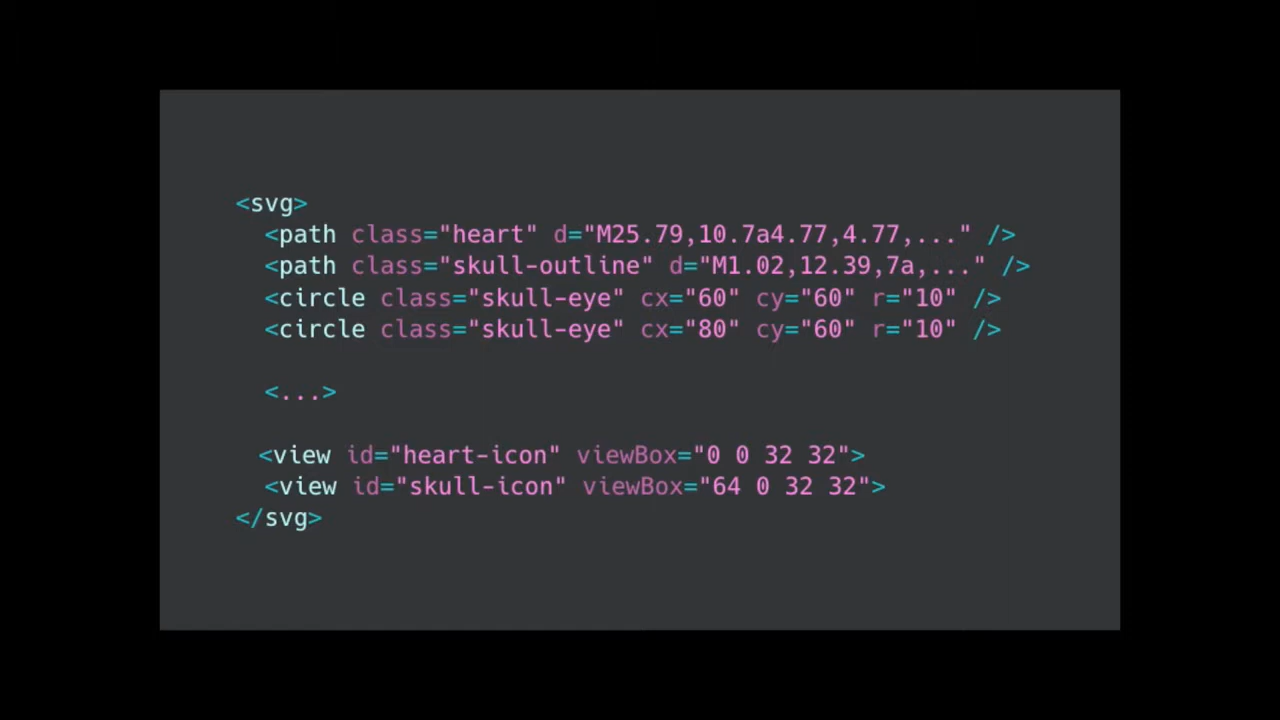 <svg>
<path class="heart" d="M25.79,10.7a4.77,4.77,..." />
<path class="skull-outline" d="M1.02,12.39,7a,..." />
<circle class="skull-eye" cx="60" cy="60" r="10" />
<circle class="skull-eye" cx="80" cy="60" r="10" />
<...>
<view id="heart-icon" viewBox="0 0 32 32">
<view id="skull-icon" viewBox="64 0 32 32">
</svg>